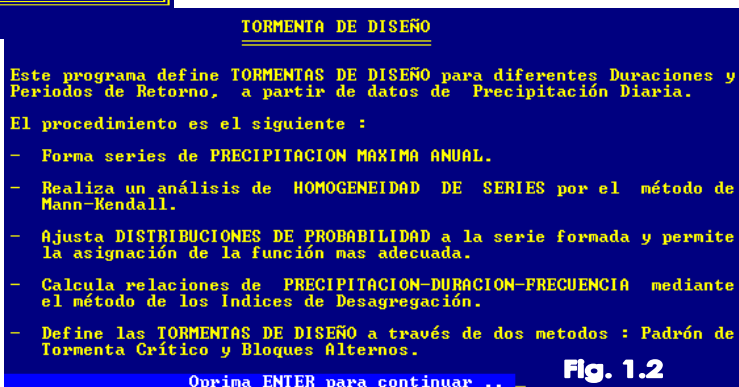 TORMENTA DE DISEÑO
Este programa define TORMENTAS DE DISEÑO para diferentes Duraciones y
Periodos de Retorno, a partir de datos de Precipitación Diaria.
El procedimiento es el siguiente :
- Forma series de PRECIPITACION MAXIMA ANUAL.
- Realiza un análisis de HOMOGENEIDAD DE SERIES por el método de
Mann-Kendall.
- Ajusta DISTRIBUCIONES DE PROBABILIDAD a la serie formada y permite
la asignación de la función mas adecuada.
- Calcula relaciones de PRECIPITACION-DURACION-FRECUENCIA mediante
el método de los Indices de Desagregación.
- Define las TORMENTAS DE DISEÑO a través de dos metodos : Padrón de
Tormenta Crítico y Bloques Alternos.
Oprima ENTER para continuar .. _
Fig. 1.2